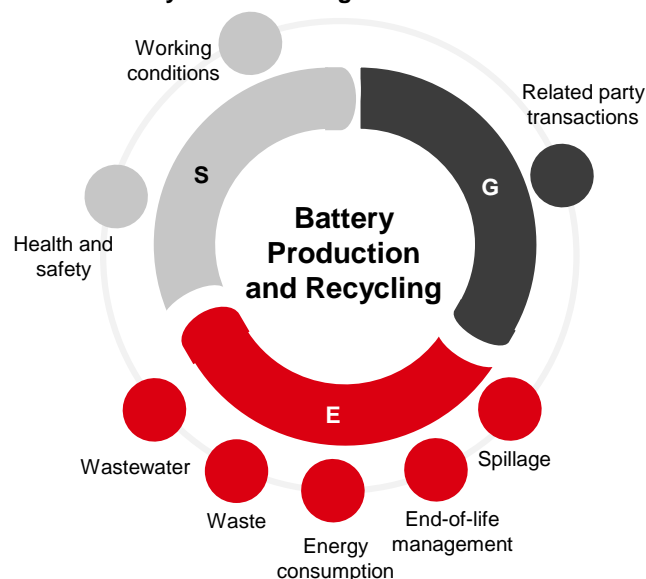 Working
conditions
Related party
transactions
S
G
Health and
safety
Battery
Production
and Recycling
E
Wastewater
Waste
Energy
consumption
End-of-life
management
Spillage